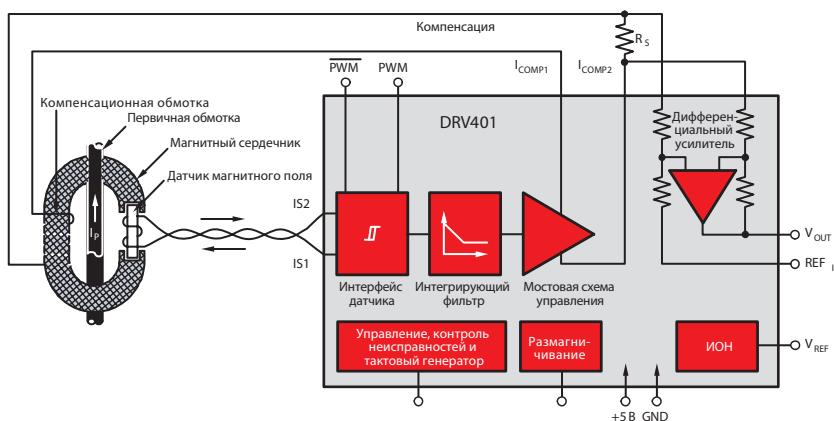 Компенсация
R S
PWM
PWM
I COMP1
I COMP2
DRV401
Компенсационная обмотка
Первичная обмотка
Магнитный сердечник
Датчик магнитного поля
I P
Дифферен-
циальный
усилитель
IS2
IS1
V OUT
REF I
Интерфейс
датчика
Интегрирующий
фильтр
Мостовая схема
управления
Управление, контроль
неисправностей и
тактовый генератор
Размагни-
чивание
ИОН
V REF
+5 В
GND